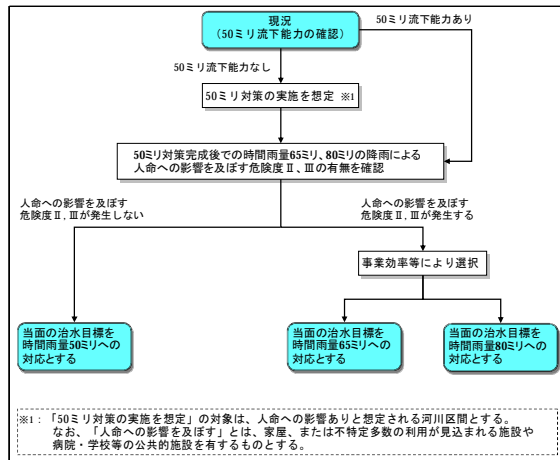 現況
（50ミリ流下能力の確認）
50ミリ流下能力あり
50ミリ流下能力なし
50ミリ対策の実施を想定 ※1
50ミリ対策完成後での時間雨量65ミリ、80ミリの降雨による
人命への影響を及ぼす危険度Ⅱ、Ⅲの有無を確認
人命への影響を及ぼす
危険度Ⅱ,Ⅲが発生しない
人命への影響を及ぼす
危険度Ⅱ,Ⅲが発生する
事業効率等により選択
当面の治水目標を
時間雨量50ミリへの
対応とする
当面の治水目標を
時間雨量65ミリへの
対応とする
当面の治水目標を
時間雨量80ミリへの
対応とする
※1：「50ミリ対策の実施を想定」の対象は、人命への影響ありと想定される河川区間とする。
なお、「人命への影響を及ぼす」とは、家屋、または不特定多数の利用が見込まれる施設や
病院・学校等の公共的施設を有するものとする。